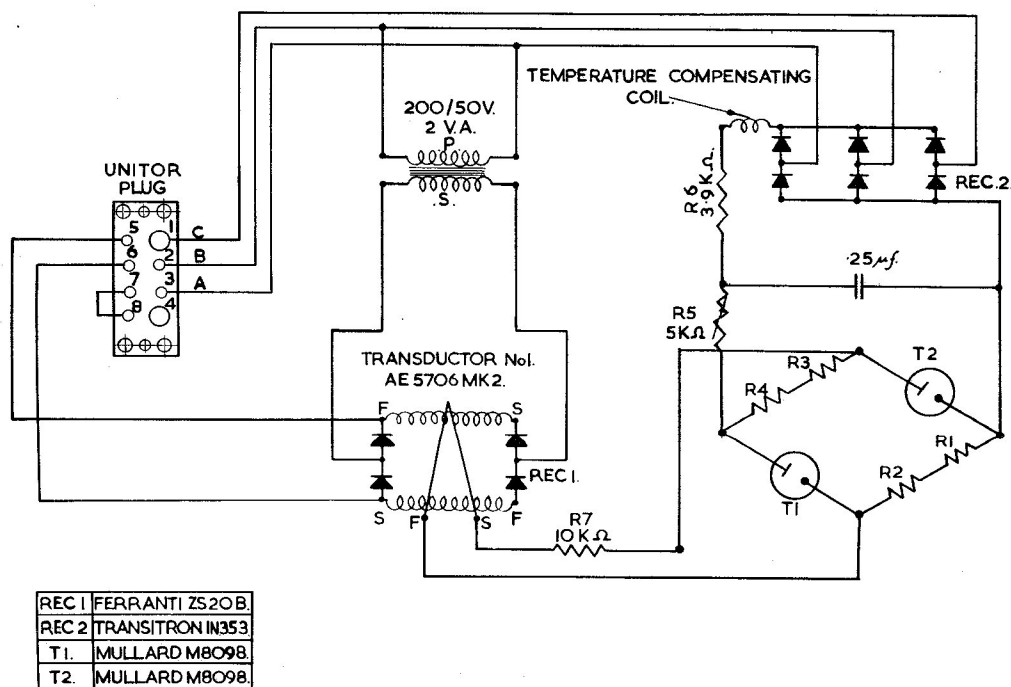 TEMPERATURE COMPENSATING
COIL.
200/50V.
2 V.A.
P.
S.
UNITOR
PLUG
5
6
7
8
1
2
3
4
C
B
A
R6
3·9KΩ.
REC.2.
·25μf.
R5
5KΩ
TRANSDUCTOR No1.
AE 5706 MK2.
F
S
S
F
S
F
REC1.
R7
10KΩ
R3
R4
T2
R1
R2
T1
REC 1 FERRANTI ZS20B.
REC 2 TRANSITRON IN353
T1. MULLARD M8098.
T2. MULLARD M8098.